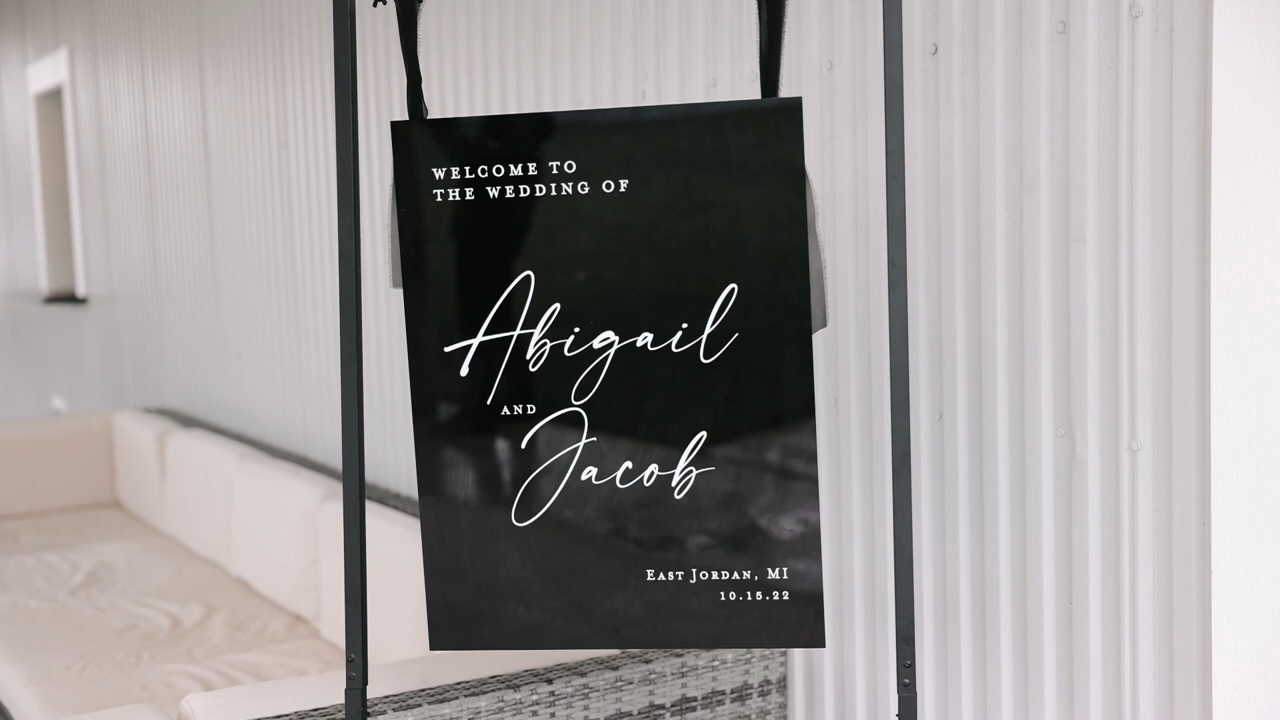 WELCOME TO
THE WEDDING OF
Abigail
AND
Jacob
EAST JORDAN, MI
10.15.22